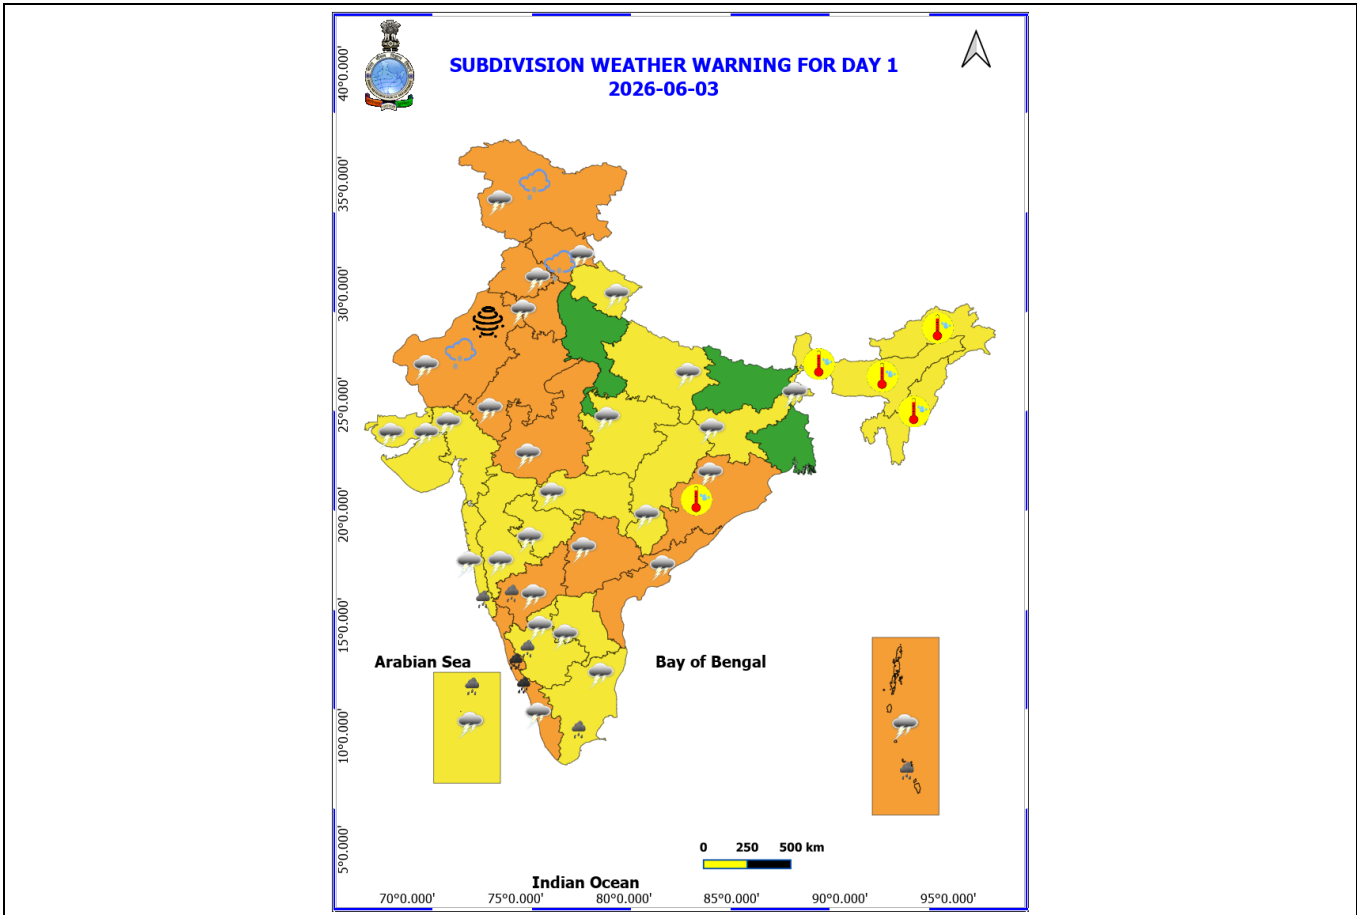 SUBDIVISION WEATHER WARNING FOR DAY 1
2026-06-03
40°0.000'
35°0.000'
30°0.000'
25°0.000'
20°0.000'
15°0.000'
10°0.000'
5°0.000'
Arabian Sea
Bay of Bengal
0 250 500 km
Indian Ocean
70°0.000' 75°0.000' 80°0.000' 85°0.000' 90°0.000' 95°0.000'